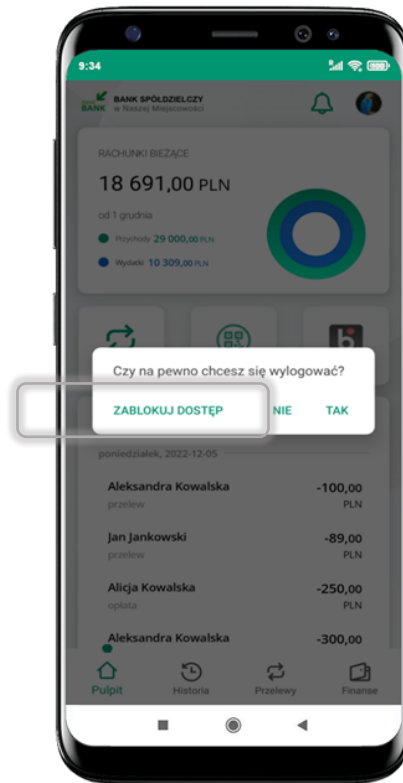 9:34
nasz BANK
BANK SPÓŁDZIELCZY
w Naszej Miejscowości
RACHUNKI BIEŻĄCE
18 691,00 PLN
od 1 grudnia
Przychody 29 000,00 PLN
Wydatki 10 309,00 PLN
Czy na pewno chcesz się wylogować?
ZABLOKUJ DOSTĘP NIE TAK
poniedziałek, 2022-12-05
Aleksandra Kowalska -100,00
przelew PLN
Jan Jankowski -89,00
przelew PLN
Alicja Kowalska -250,00
opłata PLN
Aleksandra Kowalska -300,00
Pulpit Historia Przelewy Finanse